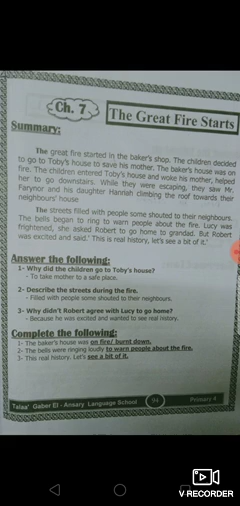 Ch. 7
The Great Fire Starts
Summary:
The great fire started in the baker's shop. The children decided
to go to Toby's house to save his mother. The baker's house was on
fire. The children entered Toby's house and woke his mother, helped
her to go downstairs. While they were escaping, they saw Mr.
Farynor and his daughter Hannah climbing the roof towards their
neighbours' house
The streets filled with people some shouted to their neighbours.
The bells began to ring to warn people about the fire. Lucy was
frightened, she asked Robert to go home to grandad. But Robert
was excited and said.' This is real history, let's see a bit of it.'
Answer the following:
1- Why did the children go to Toby's house?
- To take mother to a safe place.
2- Describe the streets during the fire.
- Filled with people some shouted to their neighbours.
3- Why didn't Robert agree with Lucy to go home?
- Because he was excited and wanted to see real history.
Complete the following:
1- The baker's house was on fire/ burnt down.
2- The bells were ringing loudly to warn people about the fire.
3- This real history. Let's see a bit of it.
Talaa' Gaber El - Ansary Language School
94
Primary 4
V RECORDER